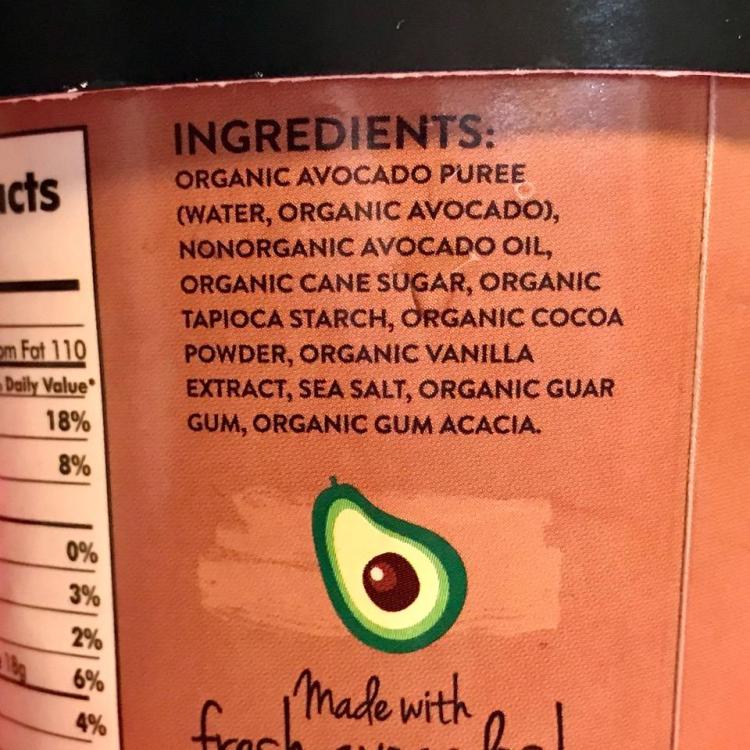 acts
om Fat 110
Daily Value*
18%
8%
0%
3%
2%
18g 6%
4%
INGREDIENTS:
ORGANIC AVOCADO PUREE
(WATER, ORGANIC AVOCADO),
NONORGANIC AVOCADO OIL,
ORGANIC CANE SUGAR, ORGANIC
TAPIOCA STARCH, ORGANIC COCOA
POWDER, ORGANIC VANILLA
EXTRACT, SEA SALT, ORGANIC GUAR
GUM, ORGANIC GUM ACACIA.
Made with
fresh